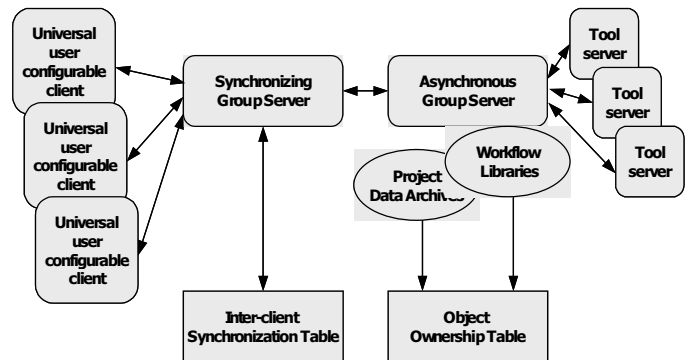 Universal
user
configurable
client
Universal
user
configurable
client
Universal
user
configurable
client
Synchronizing
Group Server
Asynchronous
Group Server
Tool
server
Tool
server
Tool
server
Project
Data Archives
Workflow
Libraries
Inter-client
Synchronization Table
Object
Ownership Table